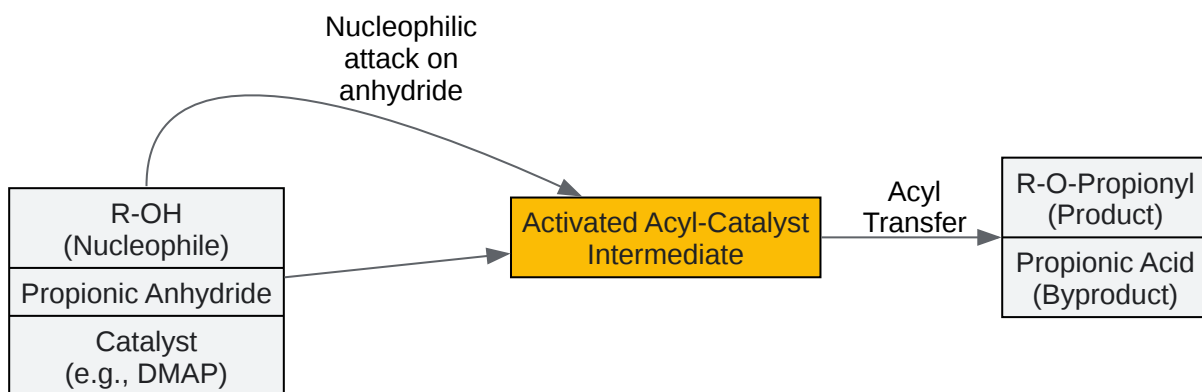 Nucleophilic
attack on
anhydride
R-OH
(Nucleophile)
Propionic Anhydride
Catalyst
(e.g., DMAP)
Activated Acyl-Catalyst
Intermediate
Acyl
Transfer
R-O-Propionyl
(Product)
Propionic Acid
(Byproduct)